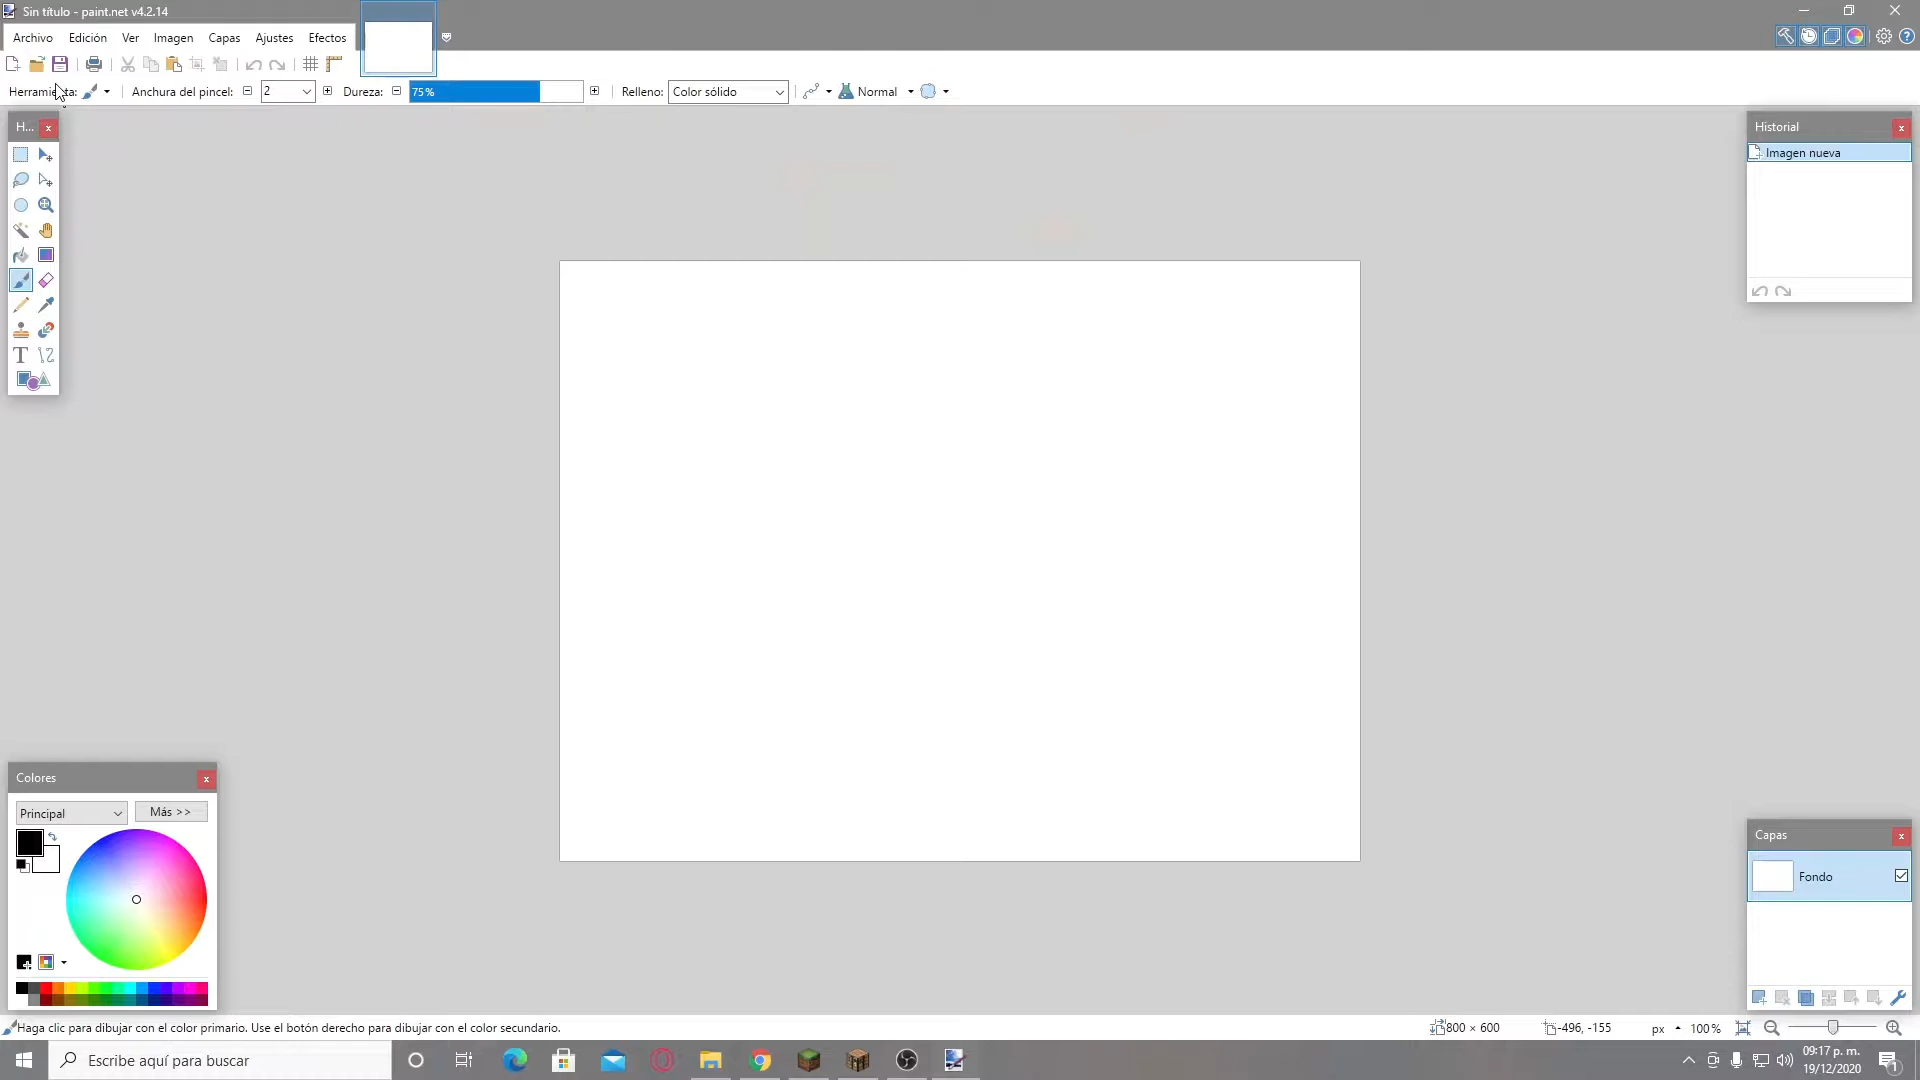 Sin título - paint.net v4.2.14
Archivo Edición Ver Imagen Capas Ajustes Efectos
Anchura del pincel: 2 Dureza: 75% Relleno: Color sólido Normal
H...
Historial
Imagen nueva
Colores
Principal Más >>
Capas
Fondo
Haga clic para dibujar con el color primario. Use el botón derecho para dibujar con el color secundario.
800 × 600 -496, -155 px 100%
Escribe aquí para buscar
09:17 p. m.
19/12/2020
1